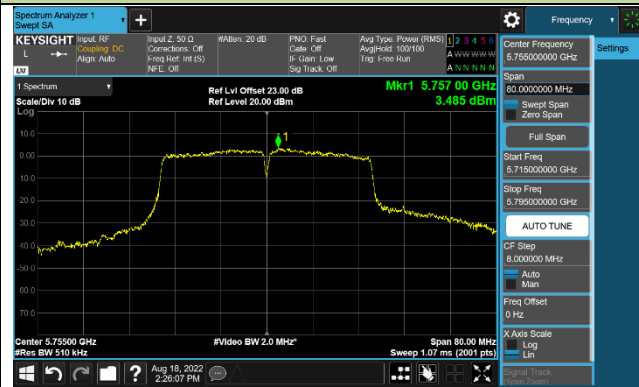 Spectrum Analyzer 1
Swept SA
Frequency
KEYSIGHT
L
LXI
Input: RF
Coupling: DC
Align: Auto
Input Z: 50 Ω
Corrections: Off
Freq Ref: Int (S)
NFE: Off
#Atten: 20 dB
PNO: Fast
Gate: Off
IF Gain: Low
Sig Track: Off
Avg Type: Power (RMS)
Avg|Hold: 100/100
Trig: Free Run
1 2 3 4 5 6
A W W W W W
A N N N N N
1 Spectrum
Scale/Div 10 dB
Log
Ref Lvl Offset 23.00 dB
Ref Level 20.00 dBm
Mkr1 5.757 00 GHz
3.485 dBm
1
10.0
0.00
-10.0
-20.0
-30.0
-40.0
-50.0
-60.0
-70.0
Center 5.75500 GHz
#Res BW 510 kHz
#Video BW 2.0 MHz*
Span 80.00 MHz
Sweep 1.07 ms (2001 pts)
Aug 18, 2022
2:26:07 PM
Center Frequency
5.755000000 GHz
Settings
Span
80.0000000 MHz
Swept Span
Zero Span
Full Span
Start Freq
5.715000000 GHz
Stop Freq
5.795000000 GHz
AUTO TUNE
CF Step
8.000000 MHz
Auto
Man
Freq Offset
0 Hz
X Axis Scale
Log
Lin
Signal Track
(Span Zoom)